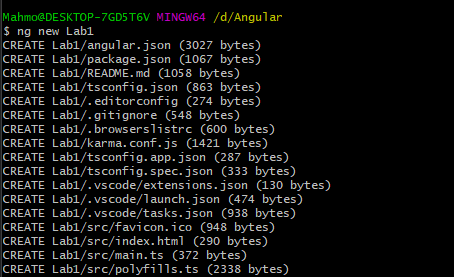 Mahmo@DESKTOP-7GD5T6V MINGW64 /d/Angular
$ ng new Lab1
CREATE Lab1/angular.json (3027 bytes)
CREATE Lab1/package.json (1067 bytes)
CREATE Lab1/README.md (1058 bytes)
CREATE Lab1/tsconfig.json (863 bytes)
CREATE Lab1/.editorconfig (274 bytes)
CREATE Lab1/.gitignore (548 bytes)
CREATE Lab1/.browserslistrc (600 bytes)
CREATE Lab1/karma.conf.js (1421 bytes)
CREATE Lab1/tsconfig.app.json (287 bytes)
CREATE Lab1/tsconfig.spec.json (333 bytes)
CREATE Lab1/.vscode/extensions.json (130 bytes)
CREATE Lab1/.vscode/launch.json (474 bytes)
CREATE Lab1/.vscode/tasks.json (938 bytes)
CREATE Lab1/src/favicon.ico (948 bytes)
CREATE Lab1/src/index.html (290 bytes)
CREATE Lab1/src/main.ts (372 bytes)
CREATE Lab1/src/polyfills.ts (2338 bytes)